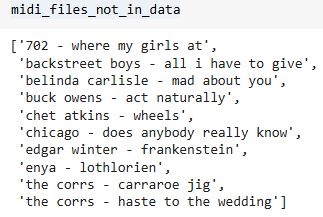 midi_files_not_in_data
['702 - where my girls at',
'backstreet boys - all i have to give',
'belinda carlisle - mad about you',
'buck owens - act naturally',
'chet atkins - wheels',
'chicago - does anybody really know',
'edgar winter - frankenstein',
'enya - lothlorien',
'the corrs - carraroe jig',
'the corrs - haste to the wedding']